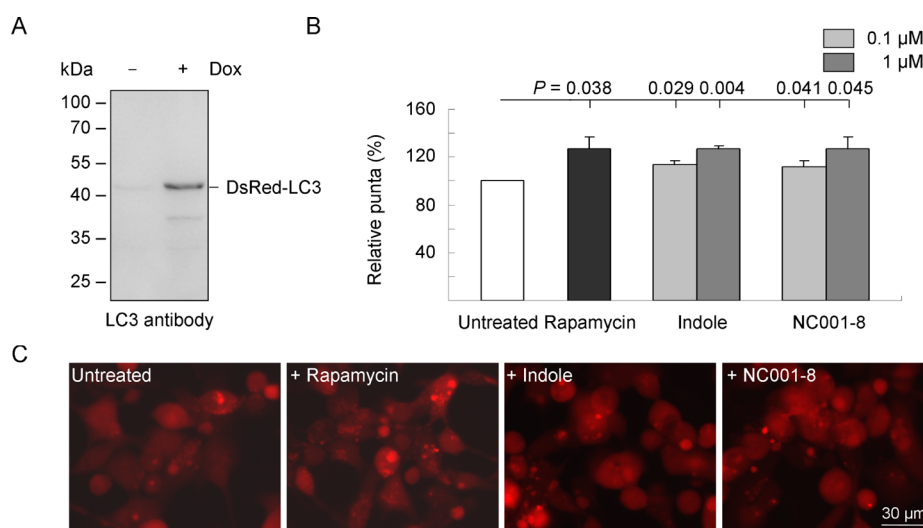 A
kDa – + Dox
100
70
55
40
35
25
DsRed-LC3
LC3 antibody
B
0.1 µM
1 µM
P = 0.038 0.029 0.004 0.041 0.045
Relative punta (%)
160
120
80
40
Untreated Rapamycin Indole NC001-8
C
Untreated
+ Rapamycin
+ Indole
+ NC001-8
30 µm